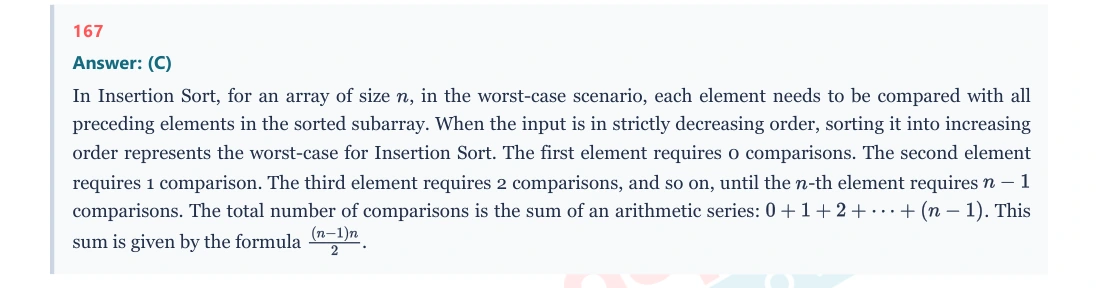 167
Answer: (C)
In Insertion Sort, for an array of size n, in the worst-case scenario, each element needs to be compared with all
preceding elements in the sorted subarray. When the input is in strictly decreasing order, sorting it into increasing
order represents the worst-case for Insertion Sort. The first element requires 0 comparisons. The second element
requires 1 comparison. The third element requires 2 comparisons, and so on, until the n-th element requires n − 1
comparisons. The total number of comparisons is the sum of an arithmetic series: 0 + 1 + 2 + ⋯ + (n − 1). This
sum is given by the formula (n−1)n/2.